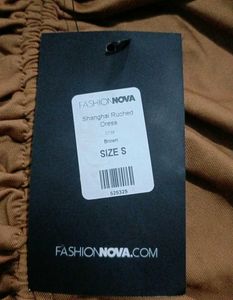 FASHIONNOVA
Shanghai Ruched
Dress
Brown
SIZE S
FASHIONNOVA.COM